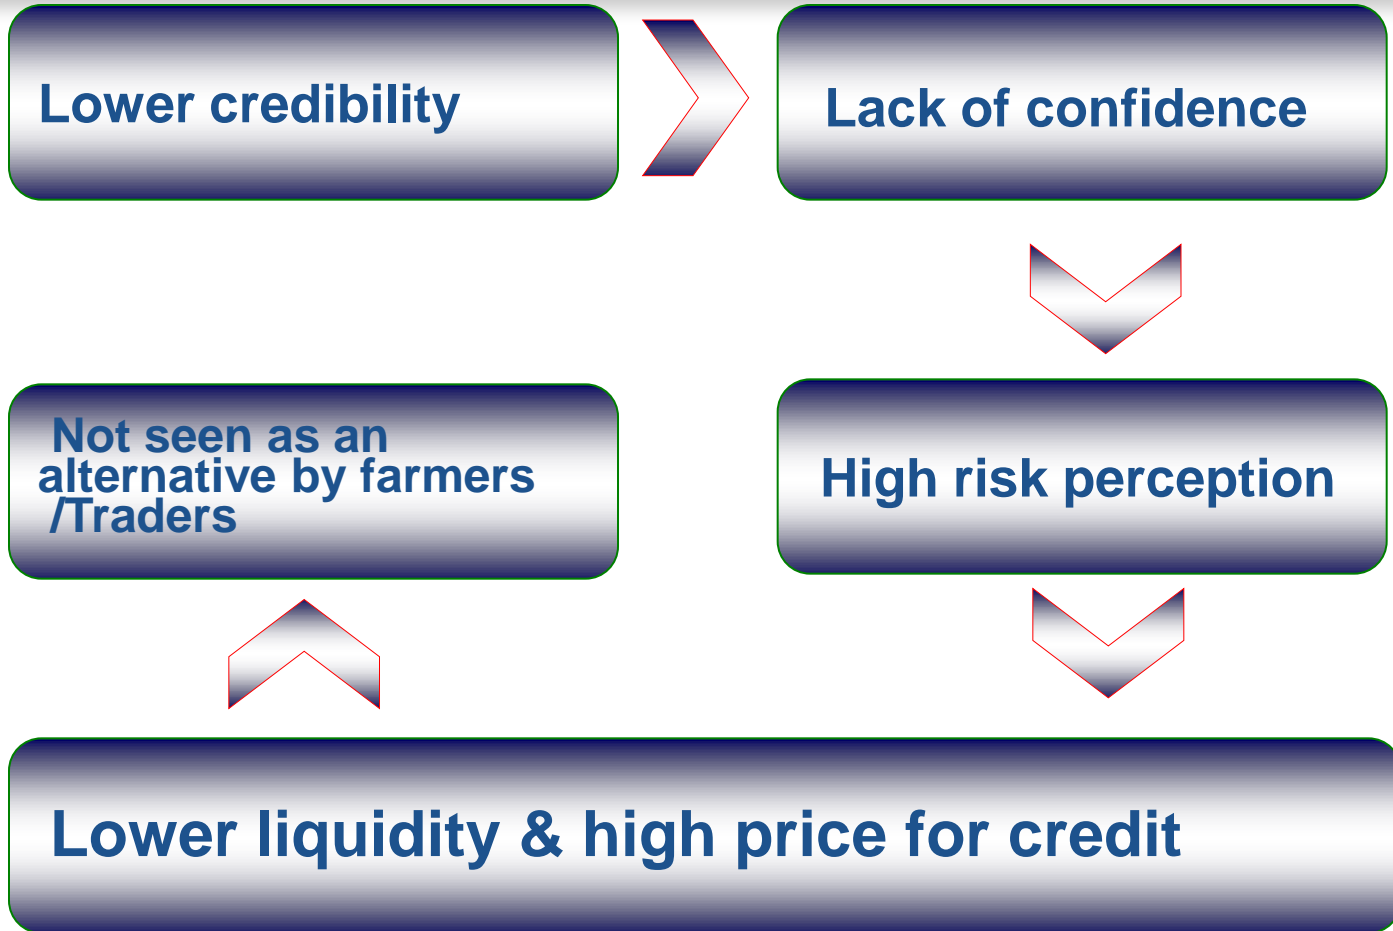 Lower credibility
Lack of confidence
Not seen as an
alternative by farmers
/Traders
High risk perception
Lower liquidity & high price for credit